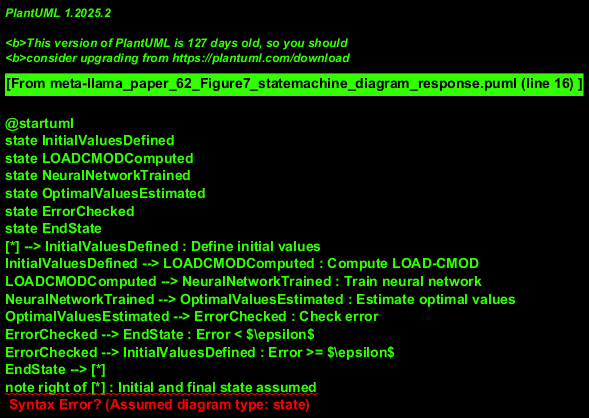 PlantUML 1.2025.2
<b>This version of PlantUML is 127 days old, so you should
<b>consider upgrading from https://plantuml.com/download
[From meta-llama_paper_62_Figure7_statemachine_diagram_response.puml (line 16) ]
@startuml
state InitialValuesDefined
state LOADCMODComputed
state NeuralNetworkTrained
state OptimalValuesEstimated
state ErrorChecked
state EndState
[*] --> InitialValuesDefined : Define initial values
InitialValuesDefined --> LOADCMODComputed : Compute LOAD-CMOD
LOADCMODComputed --> NeuralNetworkTrained : Train neural network
NeuralNetworkTrained --> OptimalValuesEstimated : Estimate optimal values
OptimalValuesEstimated --> ErrorChecked : Check error
ErrorChecked --> EndState : Error < $\epsilon$
ErrorChecked --> InitialValuesDefined : Error >= $\epsilon$
EndState --> [*]
note right of [*] : Initial and final state assumed
Syntax Error? (Assumed diagram type: state)